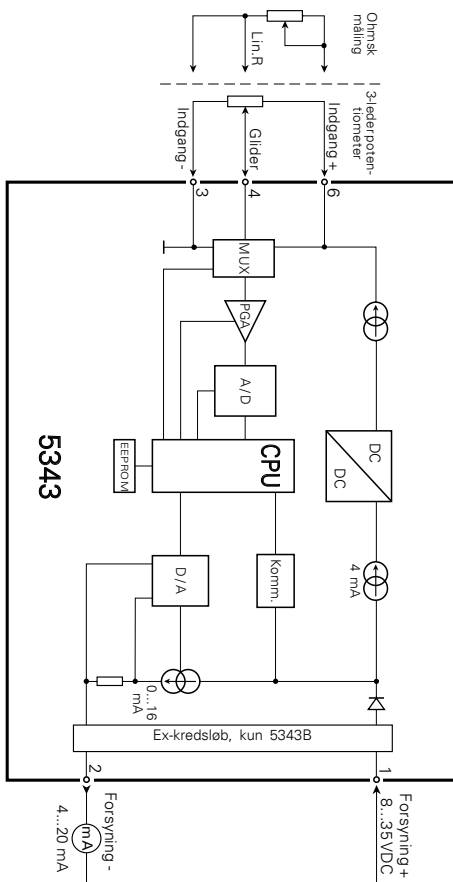 Ohmsk
måling
Lin.R
3-lederpoten-
tiometer
Indgang +
Glider
Indgang -
6
4
3
MUX
PGA
A/D
CPU
EEPROM
DC
DC
4 mA
Komm.
D/A
0...16
mA
5343
Ex-kredsløb, kun 5343B
1
2
Forsyning +
8...35VDC
Forsyning -
4...20 mA
mA